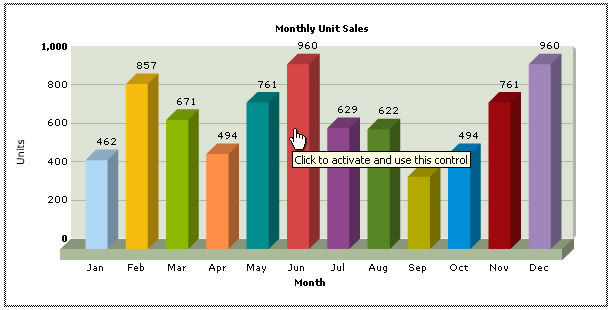 Monthly Unit Sales
1,000
800
600
400
200
0
Units
462
857
671
494
761
960
629
622
494
761
960
Click to activate and use this control
Jan
Feb
Mar
Apr
May
Jun
Jul
Aug
Sep
Oct
Nov
Dec
Month